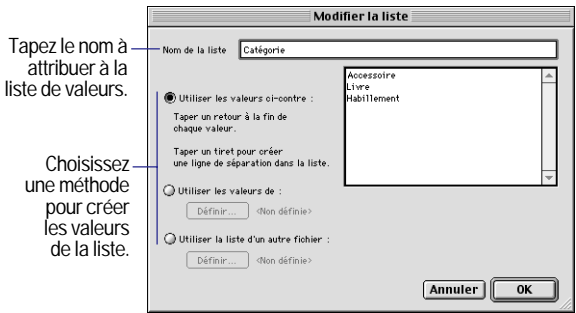 Modifier la liste
Tapez le nom à
attribuer à la
liste de valeurs.
Nom de la liste
Catégorie
Utiliser les valeurs ci-contre :
Taper un retour à la fin de
chaque valeur.
Taper un tiret pour créer
une ligne de séparation dans la liste.
Accessoire
Livre
Habillement
Choisissez
une méthode
pour créer
les valeurs
de la liste.
Utiliser les valeurs de :
Définir... <Non définie>
Utiliser la liste d'un autre fichier :
Définir... <Non définie>
Annuler
OK